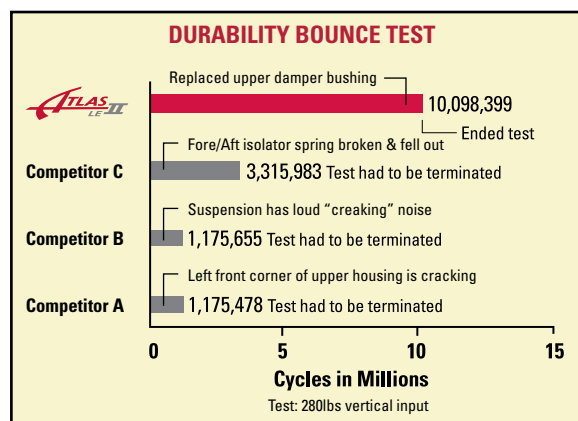 DURABILITY BOUNCE TEST
Replaced upper damper bushing
ATLAS
LE II
10,098,399
Ended test
Fore/Aft isolator spring broken & fell out
Competitor C
3,315,983 Test had to be terminated
Suspension has loud “creaking” noise
Competitor B
1,175,655 Test had to be terminated
Left front corner of upper housing is cracking
Competitor A
1,175,478 Test had to be terminated
0 5 10 15
Cycles in Millions
Test: 280lbs vertical input